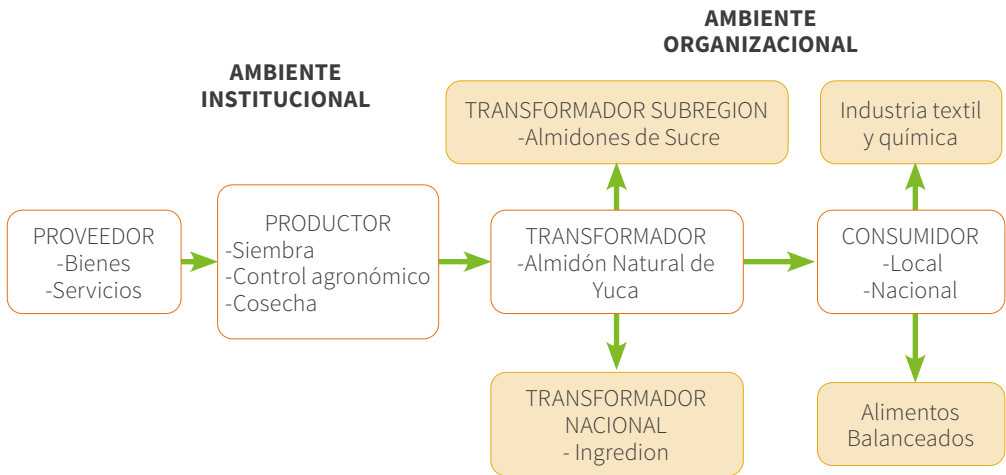 AMBIENTE
ORGANIZACIONAL
AMBIENTE
INSTITUCIONAL
TRANSFORMADOR SUBREGION
-Almidones de Sucre
Industria textil
y química
PROVEEDOR
-Bienes
-Servicios
PRODUCTOR
-Siembra
-Control agronómico
-Cosecha
TRANSFORMADOR
-Almidón Natural de
Yuca
CONSUMIDOR
-Local
-Nacional
TRANSFORMADOR
NACIONAL
- Ingredion
Alimentos
Balanceados